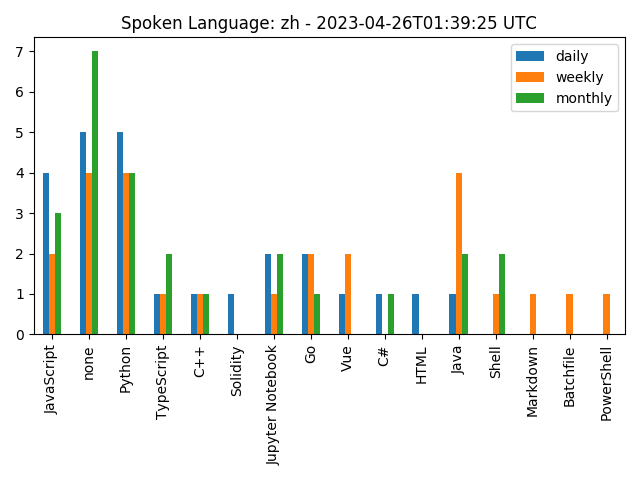 Spoken Language: zh - 2023-04-26T01:39:25 UTC
daily
weekly
monthly
7
6
5
4
3
2
1
0
JavaScript
none
Python
TypeScript
C++
Solidity
Jupyter Notebook
Go
Vue
C#
HTML
Java
Shell
Markdown
Batchfile
PowerShell